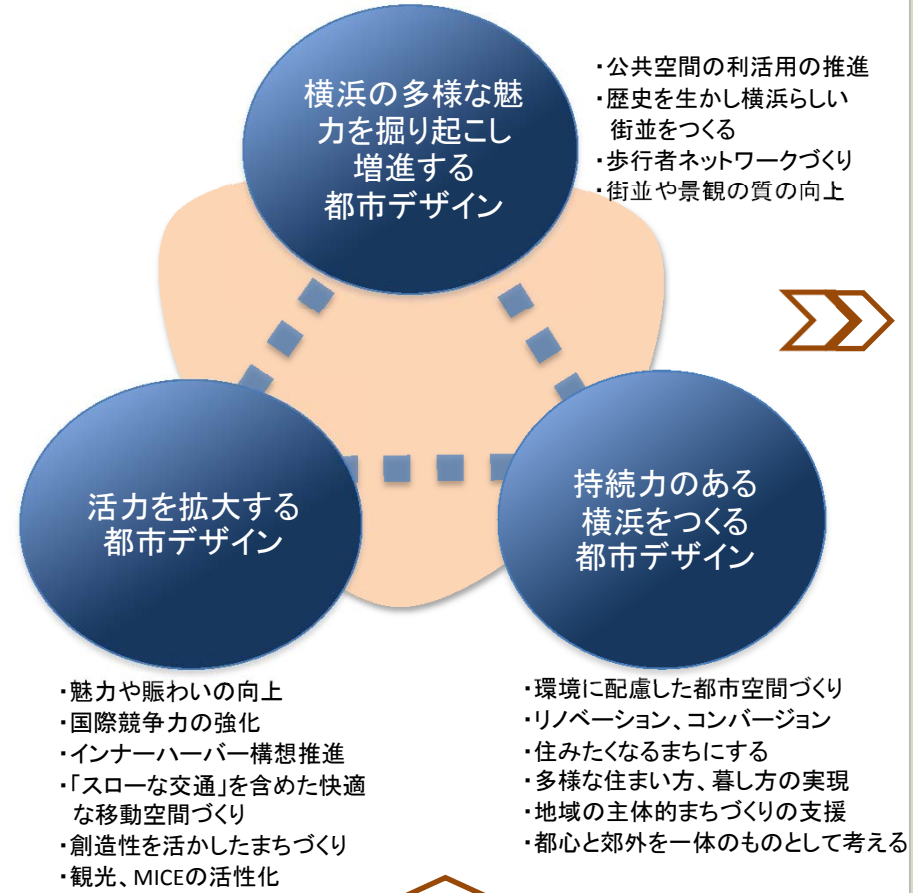 横浜の多様な魅
力を掘り起こし
増進する
都市デザイン
・公共空間の利活用の推進
・歴史を生かし横浜らしい
街並をつくる
・歩行者ネットワークづくり
・街並や景観の質の向上
活力を拡大する
都市デザイン
持続力のある
横浜をつくる
都市デザイン
・魅力や賑わいの向上
・国際競争力の強化
・インナーハーバー構想推進
・「スローな交通」を含めた快適
な移動空間づくり
・創造性を活かしたまちづくり
・観光、MICEの活性化
・環境に配慮した都市空間づくり
・リノベーション、コンバージョン
・住みたくなるまちにする
・多様な住まい方、暮し方の実現
・地域の主体的まちづくりの支援
・都心と郊外を一体のものとして考える